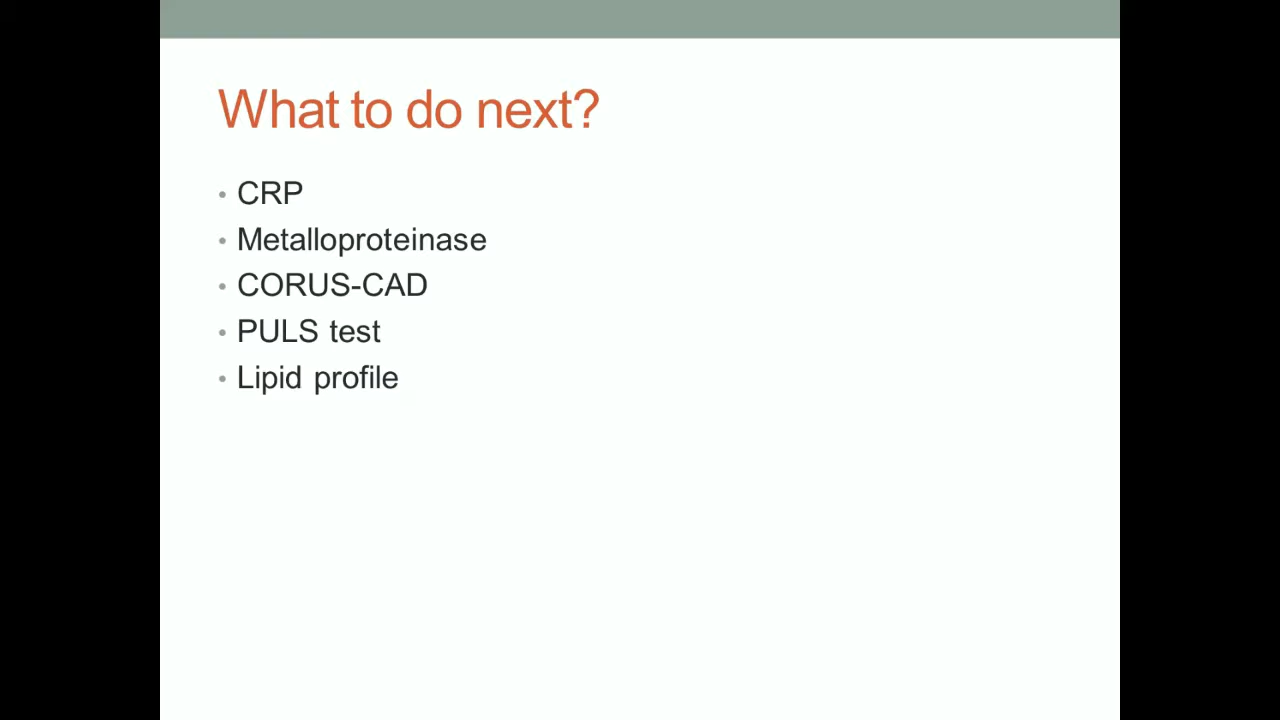 What to do next?
• CRP
• Metalloproteinase
• CORUS-CAD
• PULS test
• Lipid profile